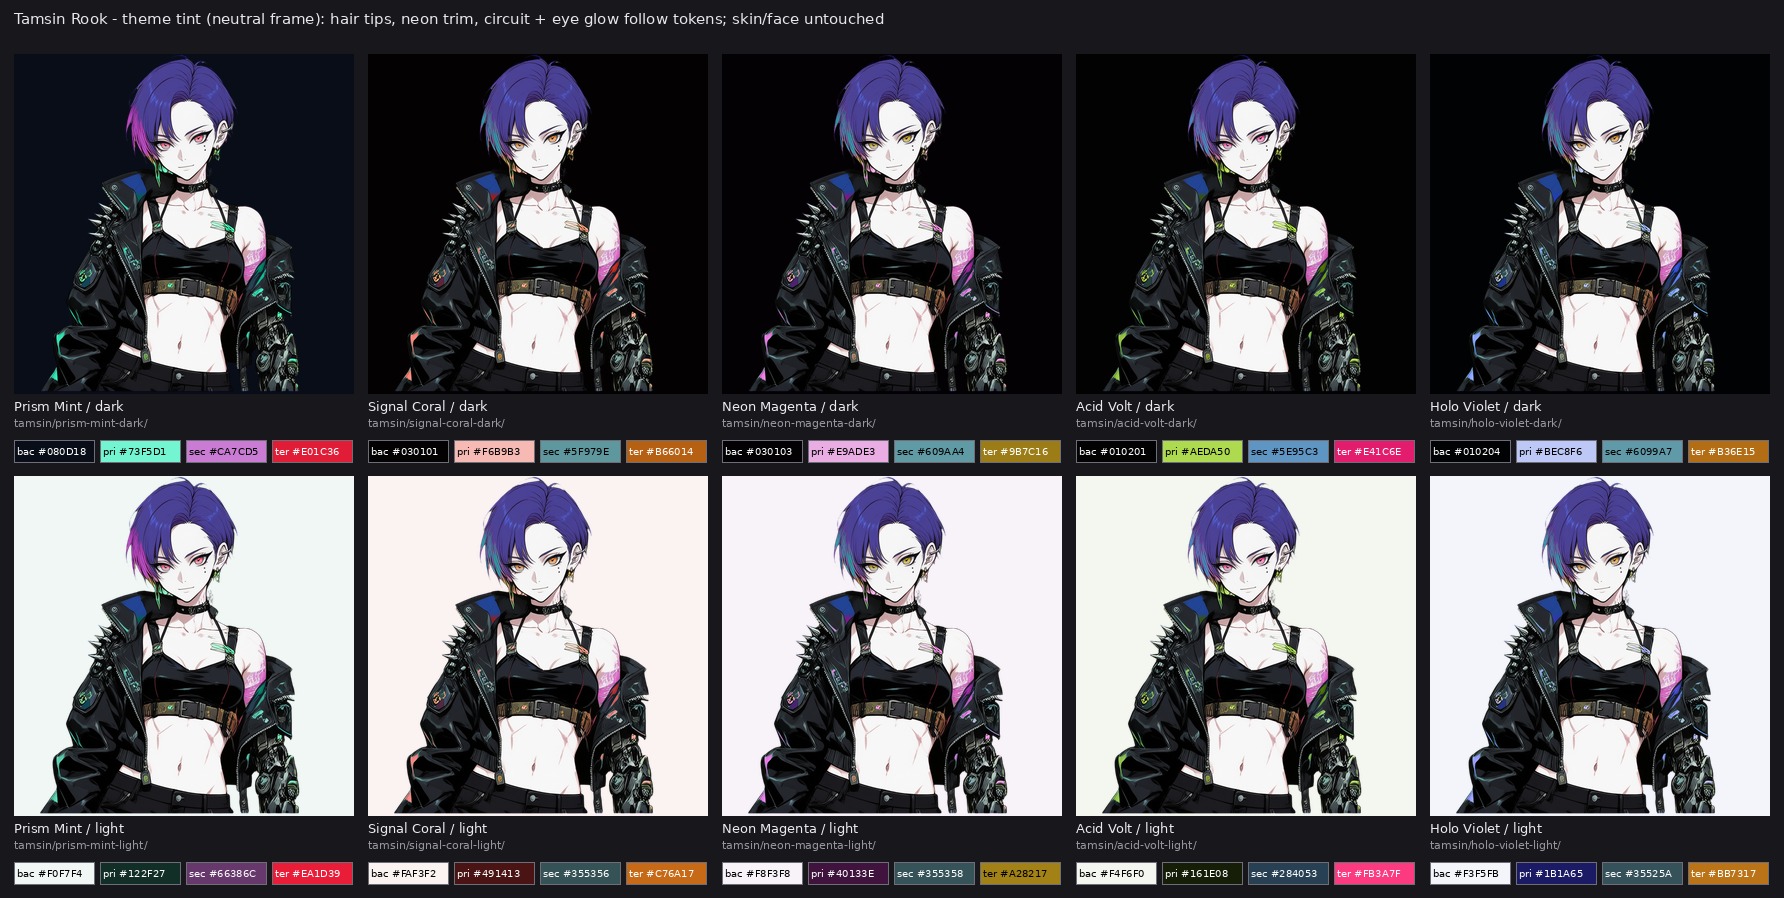 Tamsin Rook - theme tint (neutral frame): hair tips, neon trim, circuit + eye glow follow tokens; skin/face untouched
Prism Mint / dark
tamsin/prism-mint-dark/
bac #080D18 pri #73F5D1 sec #CA7CD5 ter #E01C36
Signal Coral / dark
tamsin/signal-coral-dark/
bac #030101 pri #F6B9B3 sec #5F979E ter #B66014
Neon Magenta / dark
tamsin/neon-magenta-dark/
bac #030103 pri #E9ADE3 sec #609AA4 ter #9B7C16
Acid Volt / dark
tamsin/acid-volt-dark/
bac #010201 pri #AEDA50 sec #5E95C3 ter #E41C6E
Holo Violet / dark
tamsin/holo-violet-dark/
bac #010204 pri #BEC8F6 sec #6099A7 ter #B36E15
Prism Mint / light
tamsin/prism-mint-light/
bac #F0F7F4 pri #122F27 sec #66386C ter #EA1D39
Signal Coral / light
tamsin/signal-coral-light/
bac #FAF3F2 pri #491413 sec #355356 ter #C76A17
Neon Magenta / light
tamsin/neon-magenta-light/
bac #F8F3F8 pri #40133E sec #355358 ter #A28217
Acid Volt / light
tamsin/acid-volt-light/
bac #F4F6F0 pri #161E08 sec #284053 ter #FB3A7F
Holo Violet / light
tamsin/holo-violet-light/
bac #F3F5FB pri #1B1A65 sec #35525A ter #BB7317